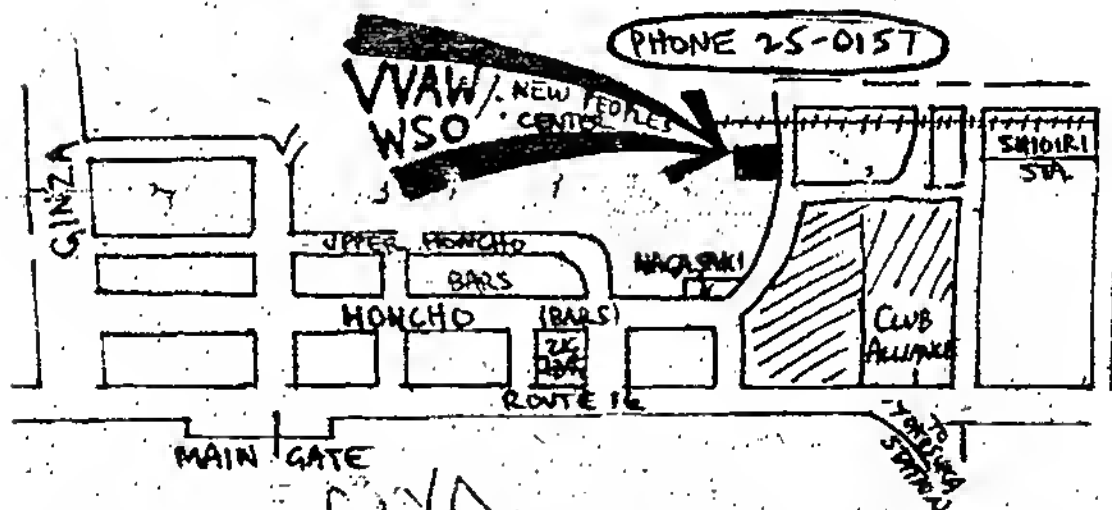 PHONE 25-0157
VVAW/
WSO
NEW PEOPLES
CENTER
SHIOIRI
STA.
GINZA
UPPER HONCHO
BARS
NAGASAKI
HONCHO (BARS)
CLUB
ALLIANCE
ROUTE 16
MAIN GATE
TO
YOKOSUKA
STATION